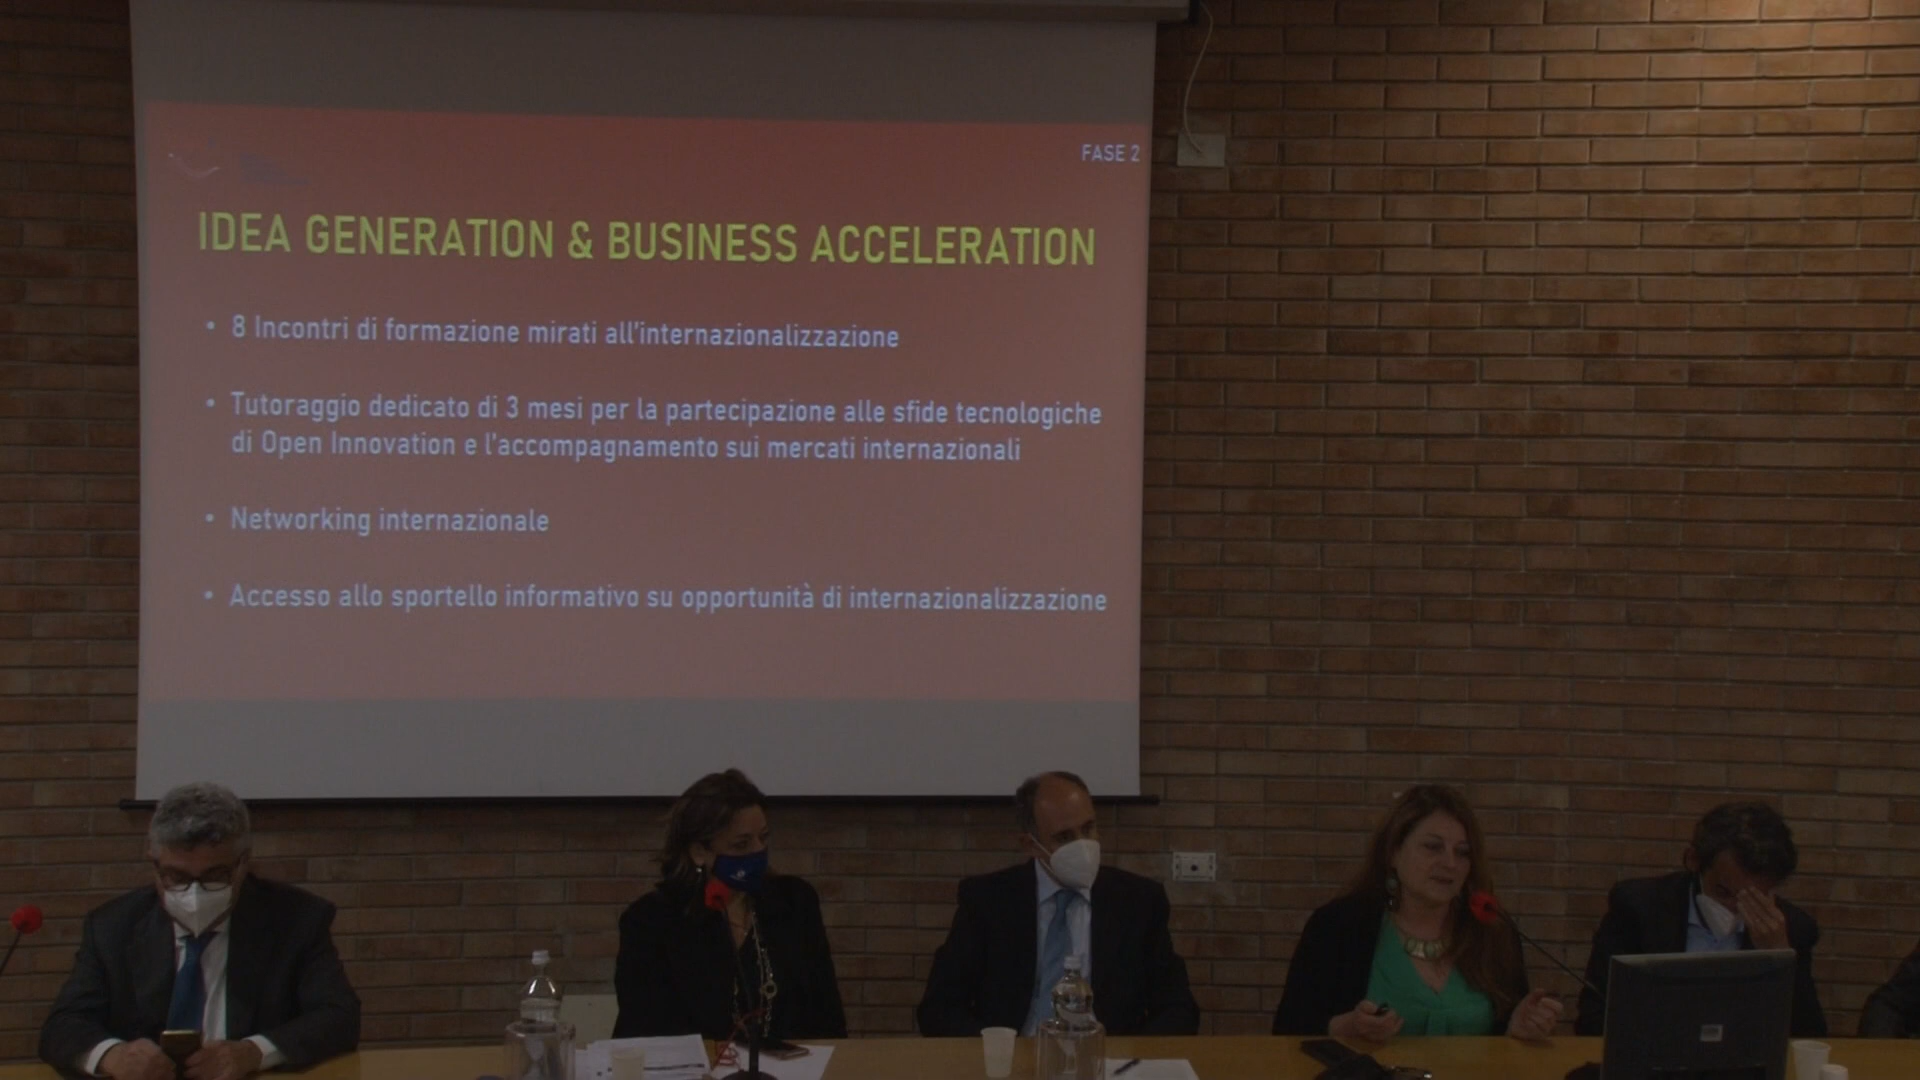 FASE 2
IDEA GENERATION & BUSINESS ACCELERATION
• 8 Incontri di formazione mirati all'internazionalizzazione
• Tutoraggio dedicato di 3 mesi per la partecipazione alle sfide tecnologiche
di Open Innovation e l'accompagnamento sui mercati internazionali
• Networking internazionale
• Accesso allo sportello informativo su opportunità di internazionalizzazione